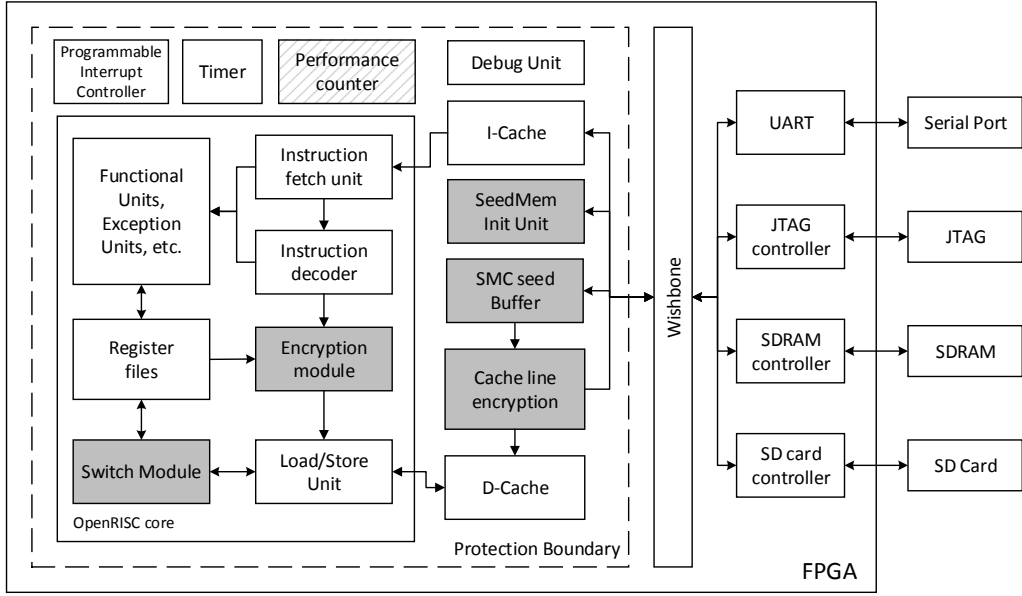 Programmable
Interrupt
Controller
Timer
Performance
counter
Debug Unit
I-Cache
Instruction
fetch unit
Functional
Units,
Exception
Units, etc.
SeedMem
Init Unit
Instruction
decoder
SMC seed
Buffer
Register
files
Encryption
module
Cache line
encryption
Switch Module
Load/Store
Unit
D-Cache
OpenRISC core
Protection Boundary
Wishbone
UART
Serial Port
JTAG
controller
JTAG
SDRAM
controller
SDRAM
SD card
controller
SD Card
FPGA